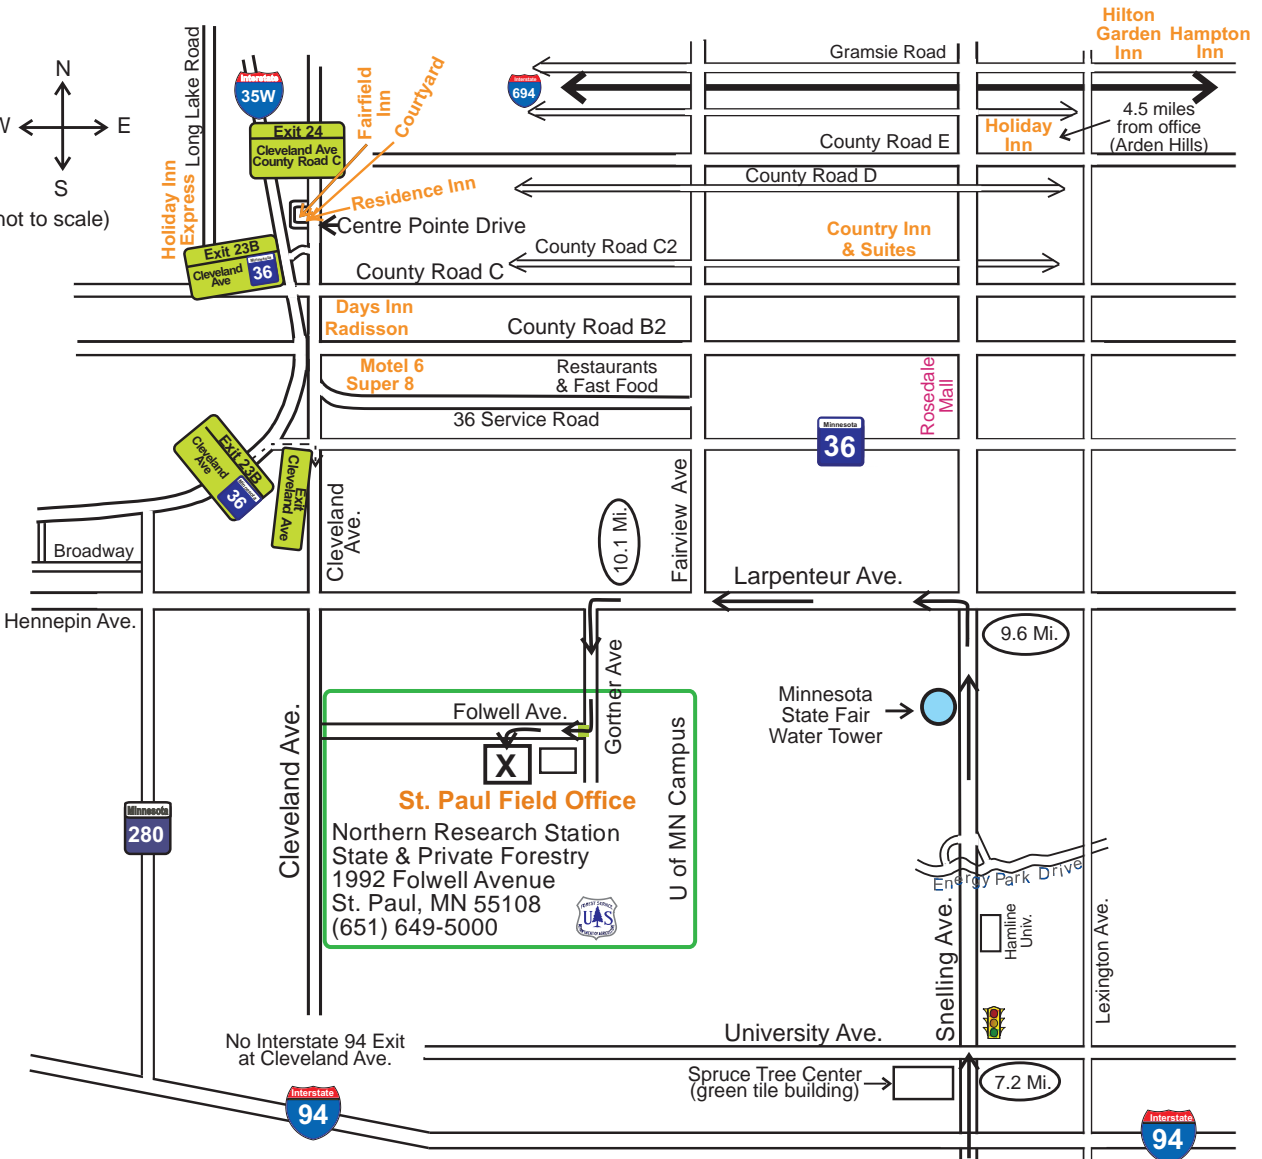 Hilton
Garden
Inn
Hampton
Inn
Gramsie Road
Long Lake Road
N
W
E
S
not to scale)
Interstate
35W
Interstate
694
Fairfield
Inn
Courtyard
Exit 24
Cleveland Ave
County Road C
4.5 miles
from office
(Arden Hills)
Holiday
Inn
County Road E
County Road D
Holiday Inn
Express
Residence Inn
Centre Pointe Drive
Country Inn
& Suites
County Road C2
County Road C
Exit 23B
Cleveland
Ave
36
Days Inn
Radisson
County Road B2
Motel 6
Super 8
Restaurants
& Fast Food
36 Service Road
Rosedale
Mall
Minnesota
36
Exit 23B
Cleveland
Ave
36
Exit
Cleveland Ave
Cleveland
Ave.
10.1 Mi.
Fairview Ave
Broadway
Larpenteur Ave.
Hennepin Ave.
9.6 Mi.
Gortner Ave
Folwell Ave.
Minnesota
State Fair
Water Tower
X
St. Paul Field Office
Northern Research Station
State & Private Forestry
1992 Folwell Avenue
St. Paul, MN 55108
(651) 649-5000
FOREST SERVICE
UAS
DEPARTMENT OF AGRICULTURE
U of MN Campus
Cleveland Ave.
Minnesota
280
Energy Park Drive
Hamline
Univ.
Snelling Ave.
Lexington Ave.
University Ave.
No Interstate 94 Exit
at Cleveland Ave.
Spruce Tree Center
(green tile building)
7.2 Mi.
Interstate
94
Interstate
94